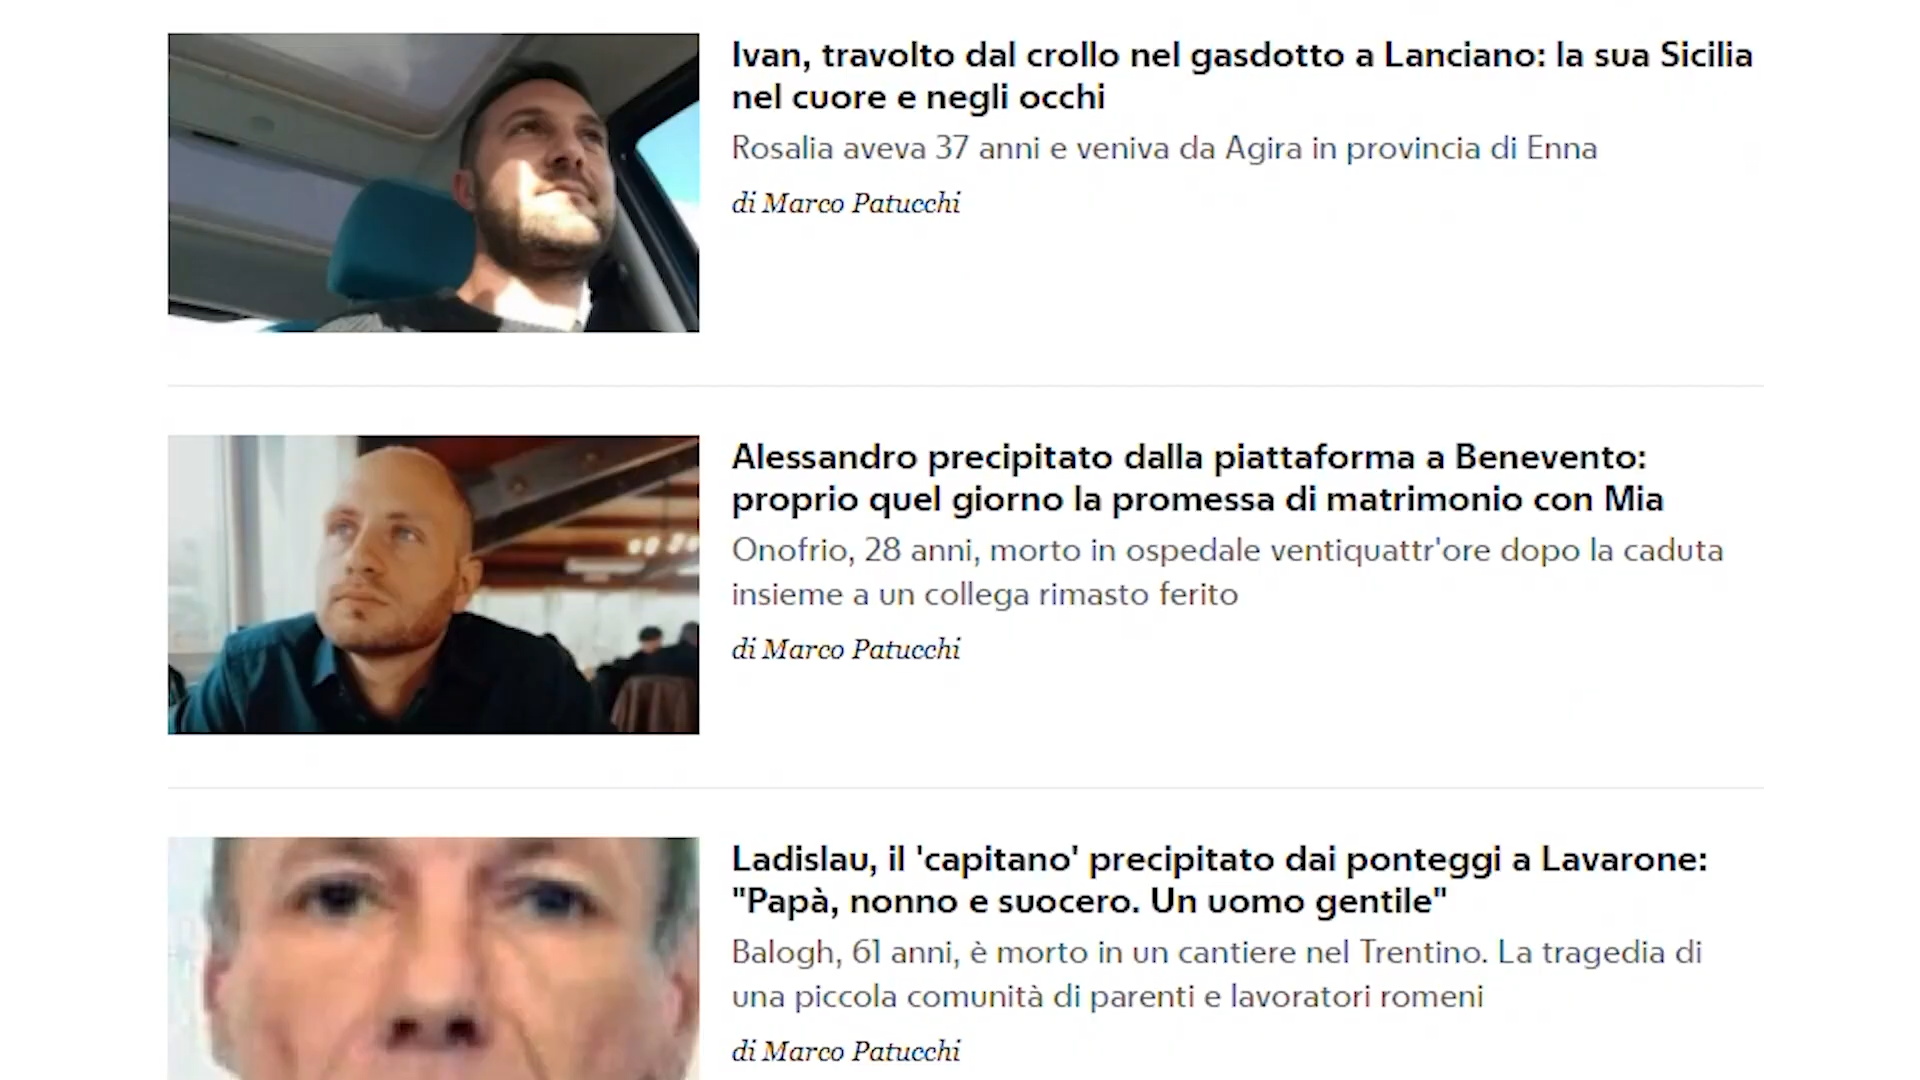 Ivan, travolto dal crollo nel gasdotto a Lanciano: la sua Sicilia
nel cuore e negli occhi
Rosalia aveva 37 anni e veniva da Agira in provincia di Enna
di Marco Patucchi
Alessandro precipitato dalla piattaforma a Benevento:
proprio quel giorno la promessa di matrimonio con Mia
Onofrio, 28 anni, morto in ospedale ventiquattr'ore dopo la caduta
insieme a un collega rimasto ferito
di Marco Patucchi
Ladislau, il 'capitano' precipitato dai ponteggi a Lavarone:
"Papà, nonno e suocero. Un uomo gentile"
Balogh, 61 anni, è morto in un cantiere nel Trentino. La tragedia di
una piccola comunità di parenti e lavoratori romeni
di Marco Patucchi